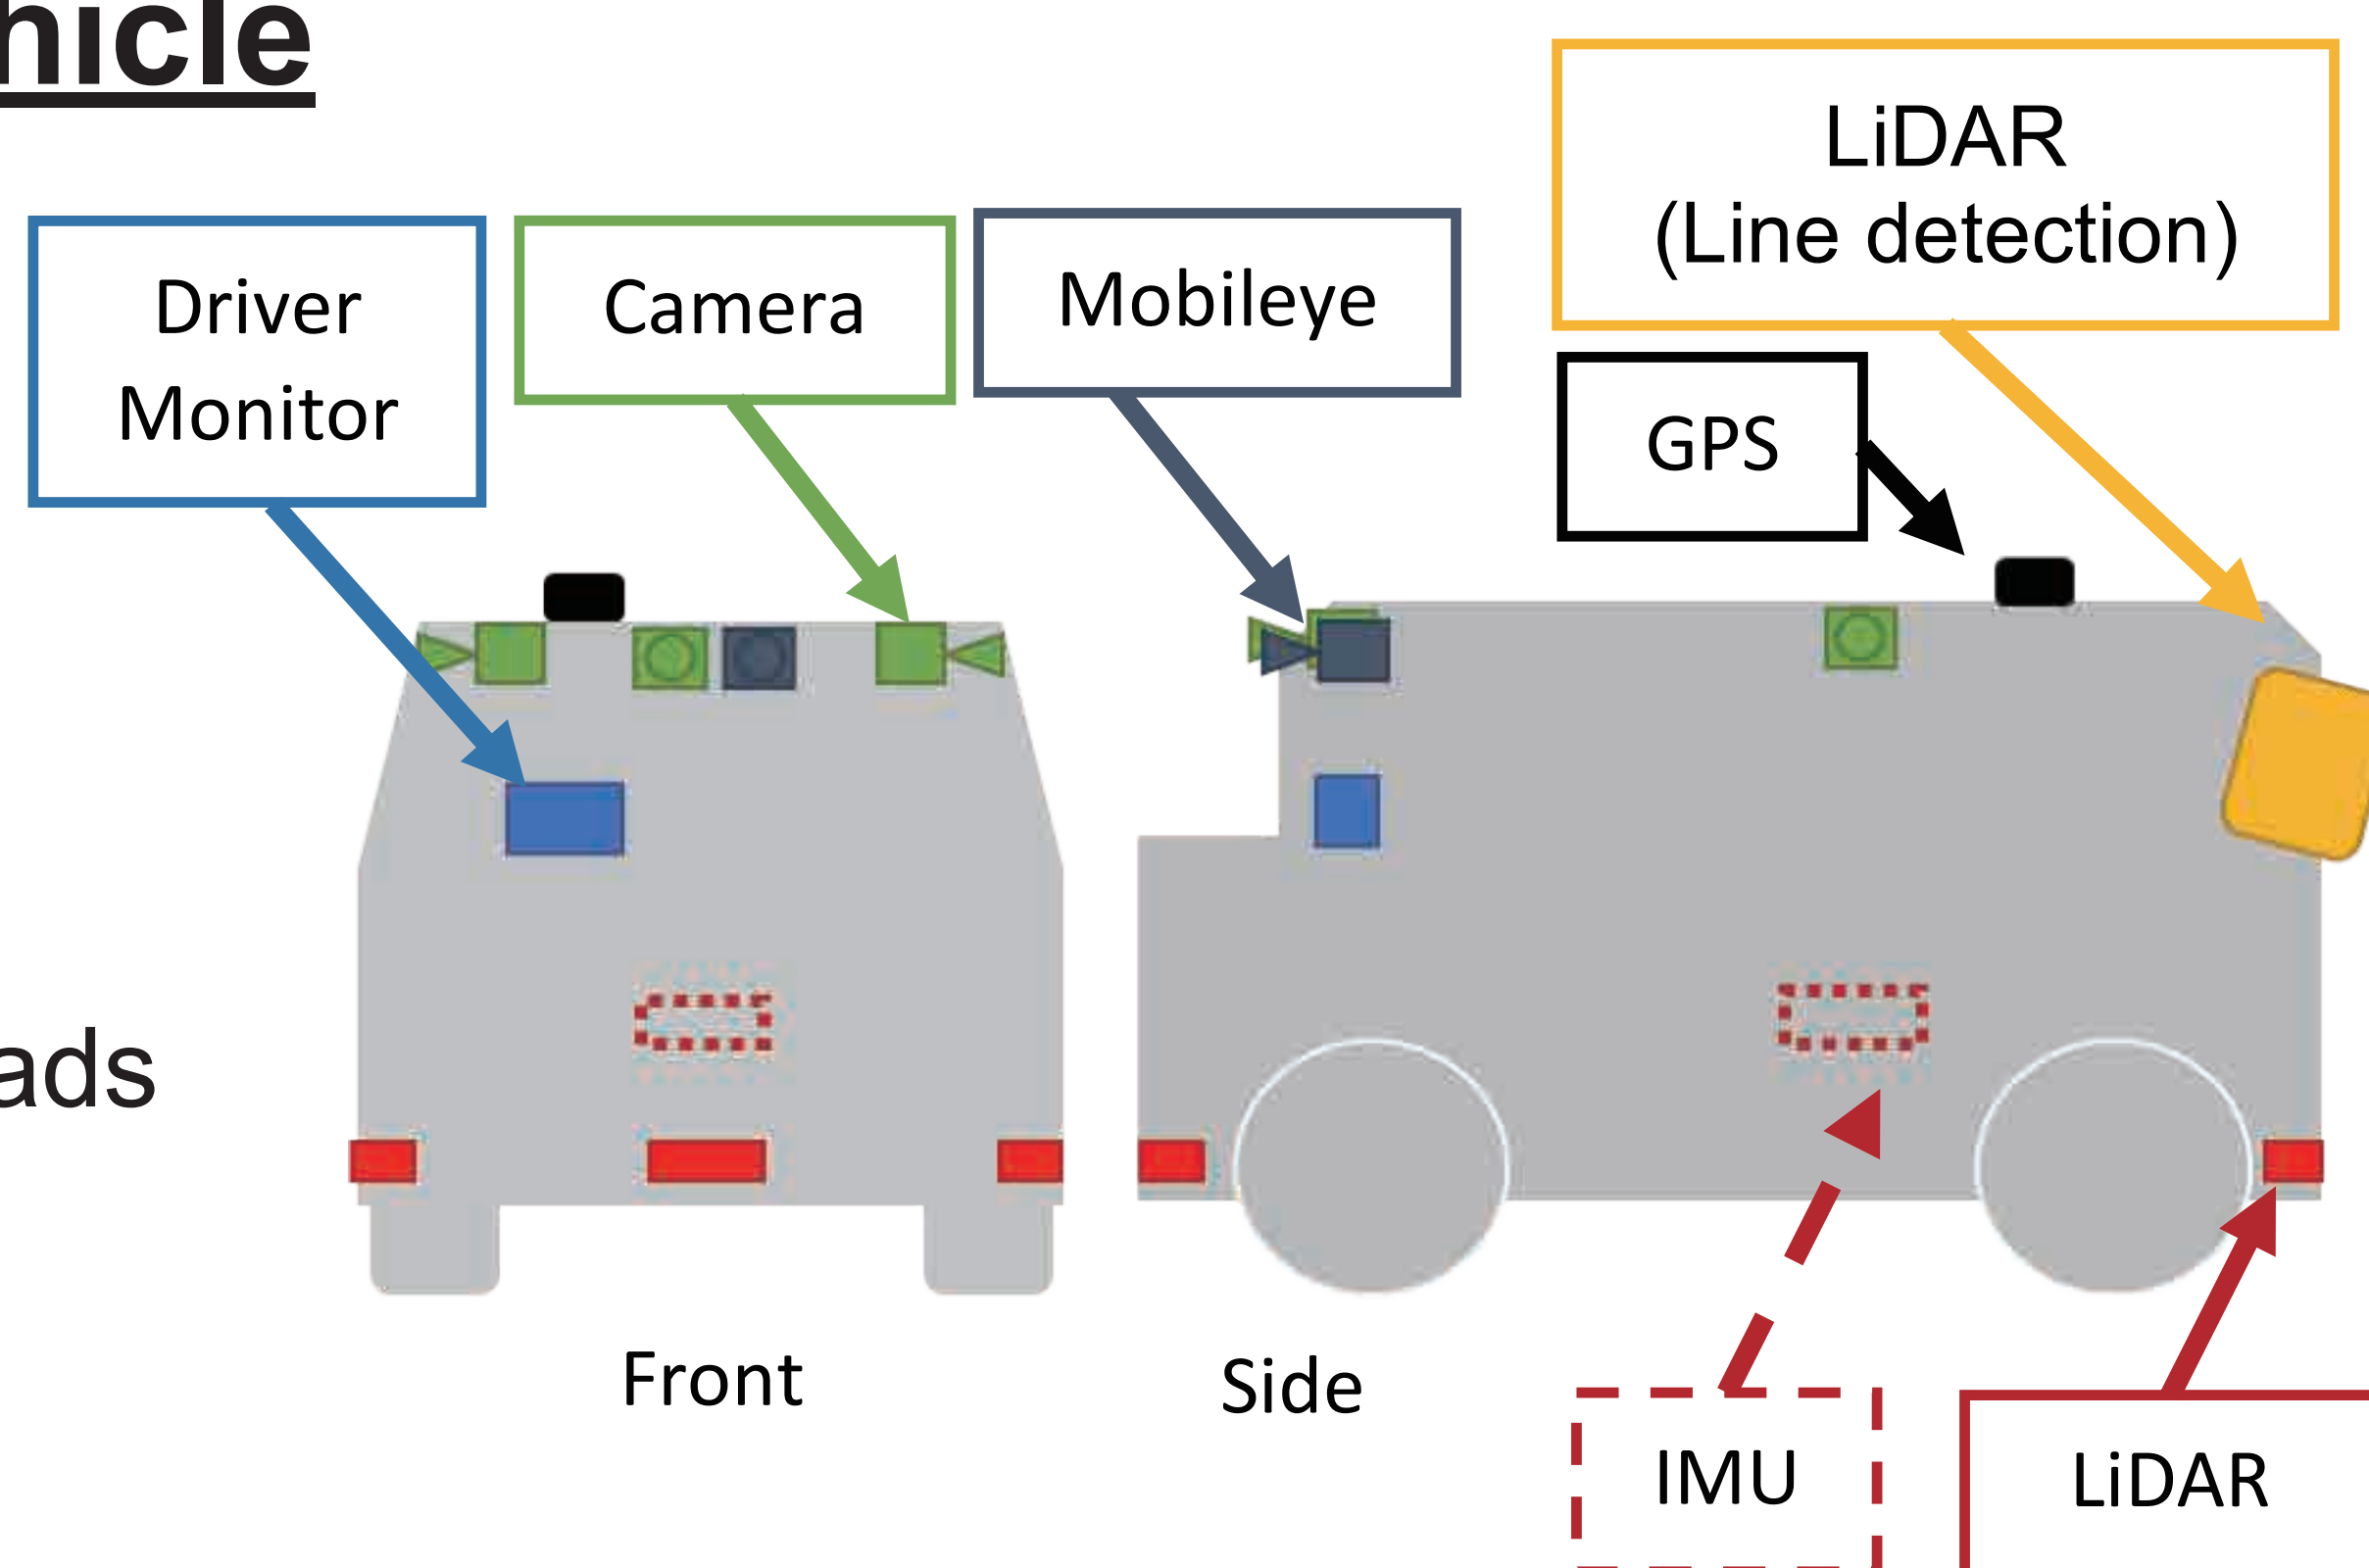 hicle
LiDAR
(Line detection)
Driver
Monitor
Camera
Mobileye
GPS
ads
Front
Side
IMU
LiDAR